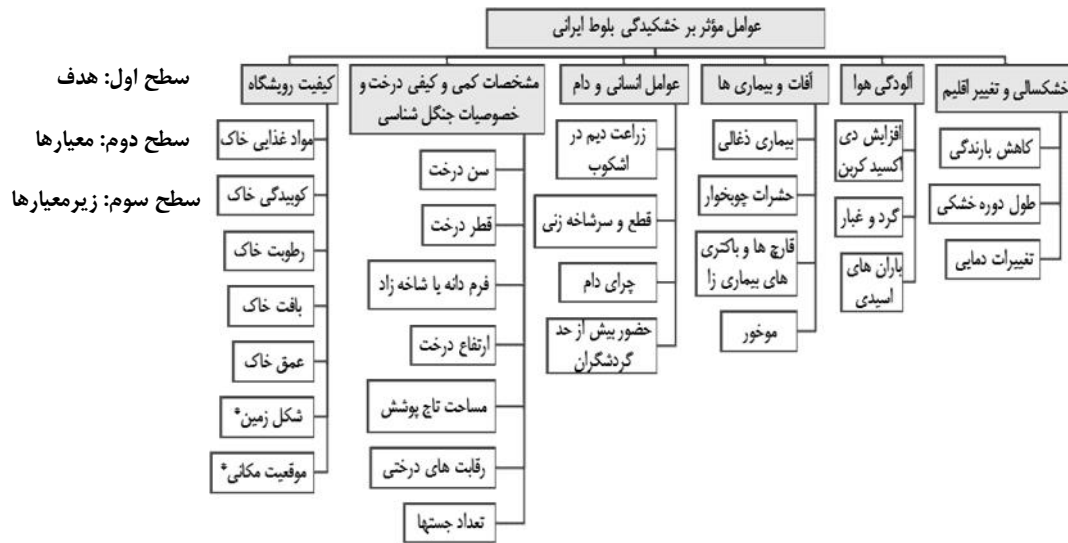 عوامل مؤثر بر خشکیدگی بلوط ایرانی
سطح اول: هدف
سطح دوم: معیارها
سطح سوم: زیرمعیارها
خشکسالی و تغییر اقلیم
کاهش بارندگی
طول دوره خشکی
تغییرات دمایی
آلودگی هوا
افزایش دی
اکسید کربن
گرد و غبار
باران های
اسیدی
آفات و بیماری ها
بیماری ذغالی
حشرات چوبخوار
قارچ ها و باکتری
های بیماری زا
موخور
عوامل انسانی و دام
زراعت دیم در
اشکوب
قطع و سرشاخه زنی
چرای دام
حضور بیش از حد
گردشگران
مشخصات کمی و کیفی درخت و
خصوصیات جنگل شناسی
سن درخت
قطر درخت
فرم دانه یا شاخه زاد
ارتفاع درخت
مساحت تاج پوشش
رقابت های درختی
تعداد جستها
کیفیت رویشگاه
مواد غذایی خاک
کوبیدگی خاک
رطوبت خاک
بافت خاک
عمق خاک
شکل زمین*
موقعیت مکانی*